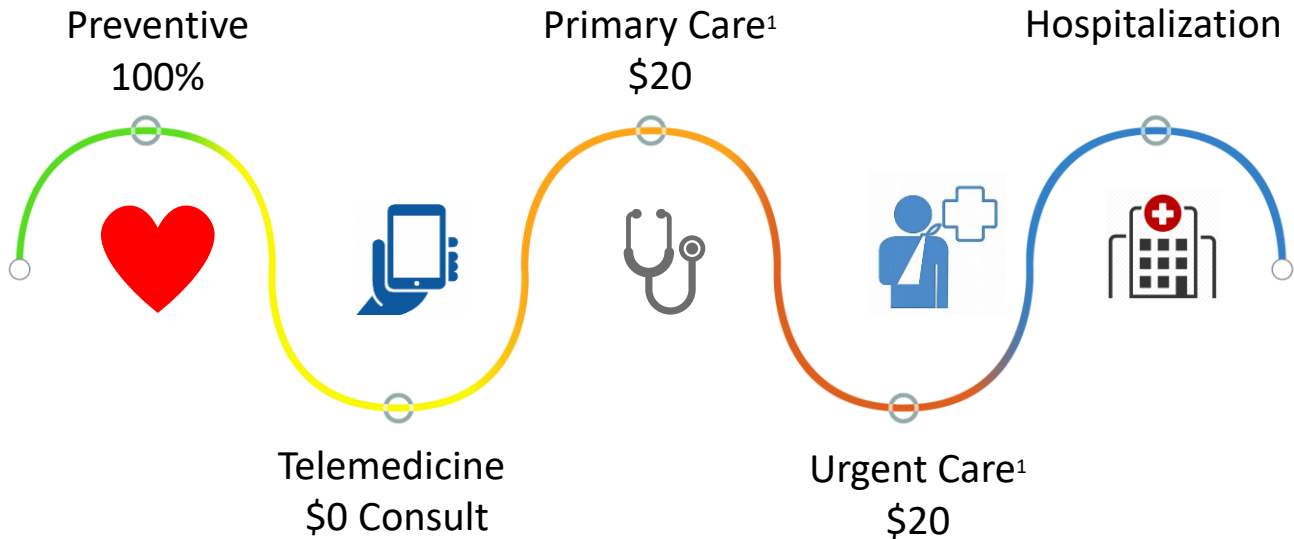 Preventive
100%
Telemedicine
$0 Consult
Primary Care¹
$20
Urgent Care¹
$20
Hospitalization